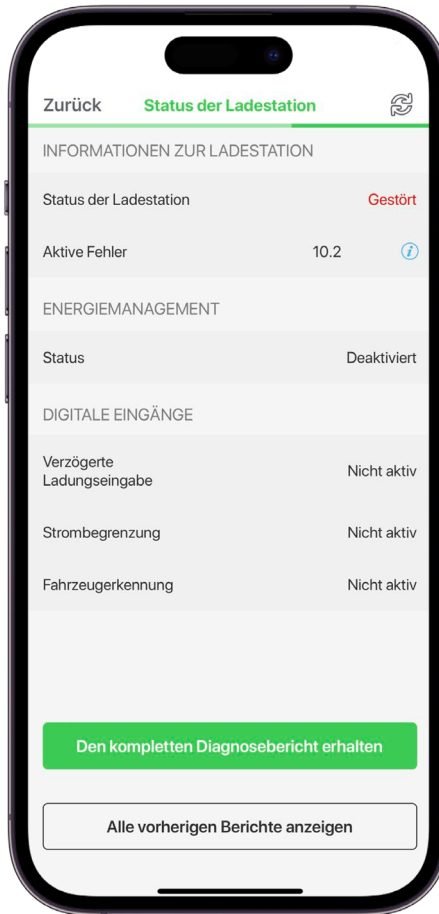 Zurück Status der Ladestation
INFORMATIONEN ZUR LADESTATION
Status der Ladestation Gestört
Aktive Fehler 10.2 i
ENERGIEMANAGEMENT
Status Deaktiviert
DIGITALE EINGÄNGE
Verzögerte
Ladungseingabe Nicht aktiv
Strombegrenzung Nicht aktiv
Fahrzeugerkennung Nicht aktiv
Den kompletten Diagnosebericht erhalten
Alle vorherigen Berichte anzeigen